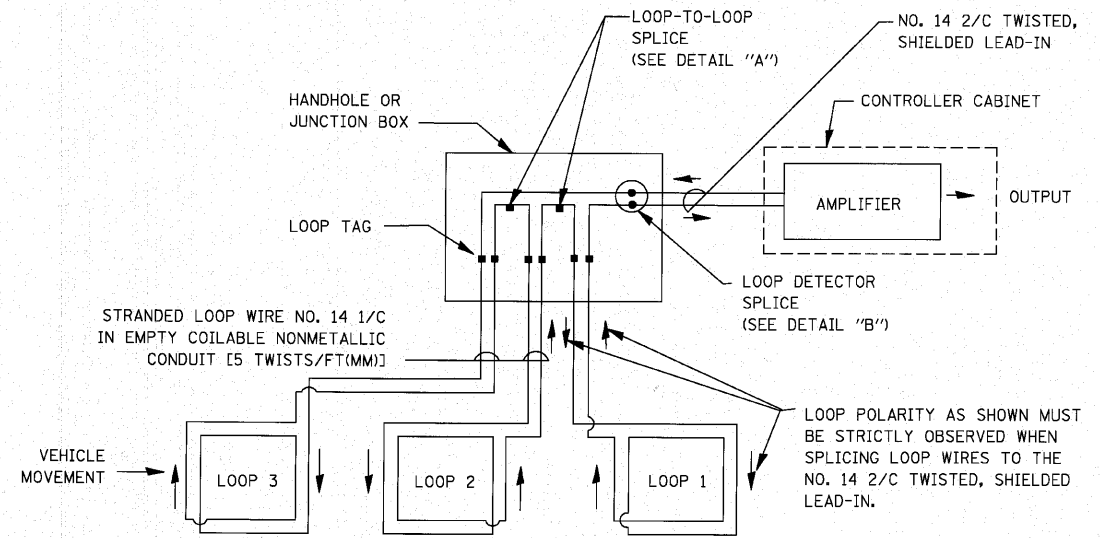 LOOP-TO-LOOP
SPLICE
(SEE DETAIL "A")
NO. 14 2/C TWISTED,
SHIELDED LEAD-IN
HANDHOLE OR
JUNCTION BOX
CONTROLLER CABINET
AMPLIFIER
OUTPUT
LOOP TAG
LOOP DETECTOR
SPLICE
(SEE DETAIL "B")
STRANDED LOOP WIRE NO. 14 1/C
IN EMPTY COILABLE NONMETALLIC
CONDUIT [5 TWISTS/FT(MM)]
LOOP POLARITY AS SHOWN MUST
BE STRICTLY OBSERVED WHEN
SPLICING LOOP WIRES TO THE
NO. 14 2/C TWISTED, SHIELDED
LEAD-IN.
VEHICLE
MOVEMENT
LOOP 3
LOOP 2
LOOP 1